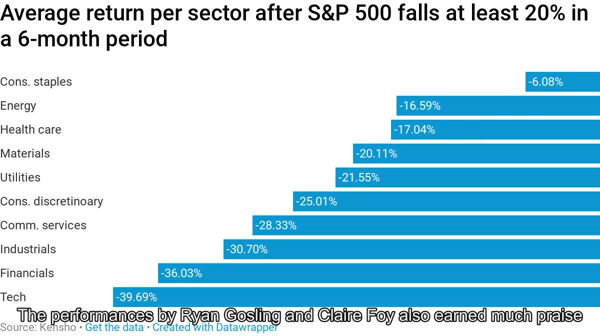 Average return per sector after S&P 500 falls at least 20% in
a 6-month period
Cons. staples -6.08%
Energy -16.59%
Health care -17.04%
Materials -20.11%
Utilities -21.55%
Cons. discretinoary -25.01%
Comm. services -28.33%
Industrials -30.70%
Financials -36.03%
Tech -39.69%
The performances by Ryan Gosling and Claire Foy also earned much praise
Source: Kensho • Get the data • Created with Datawrapper